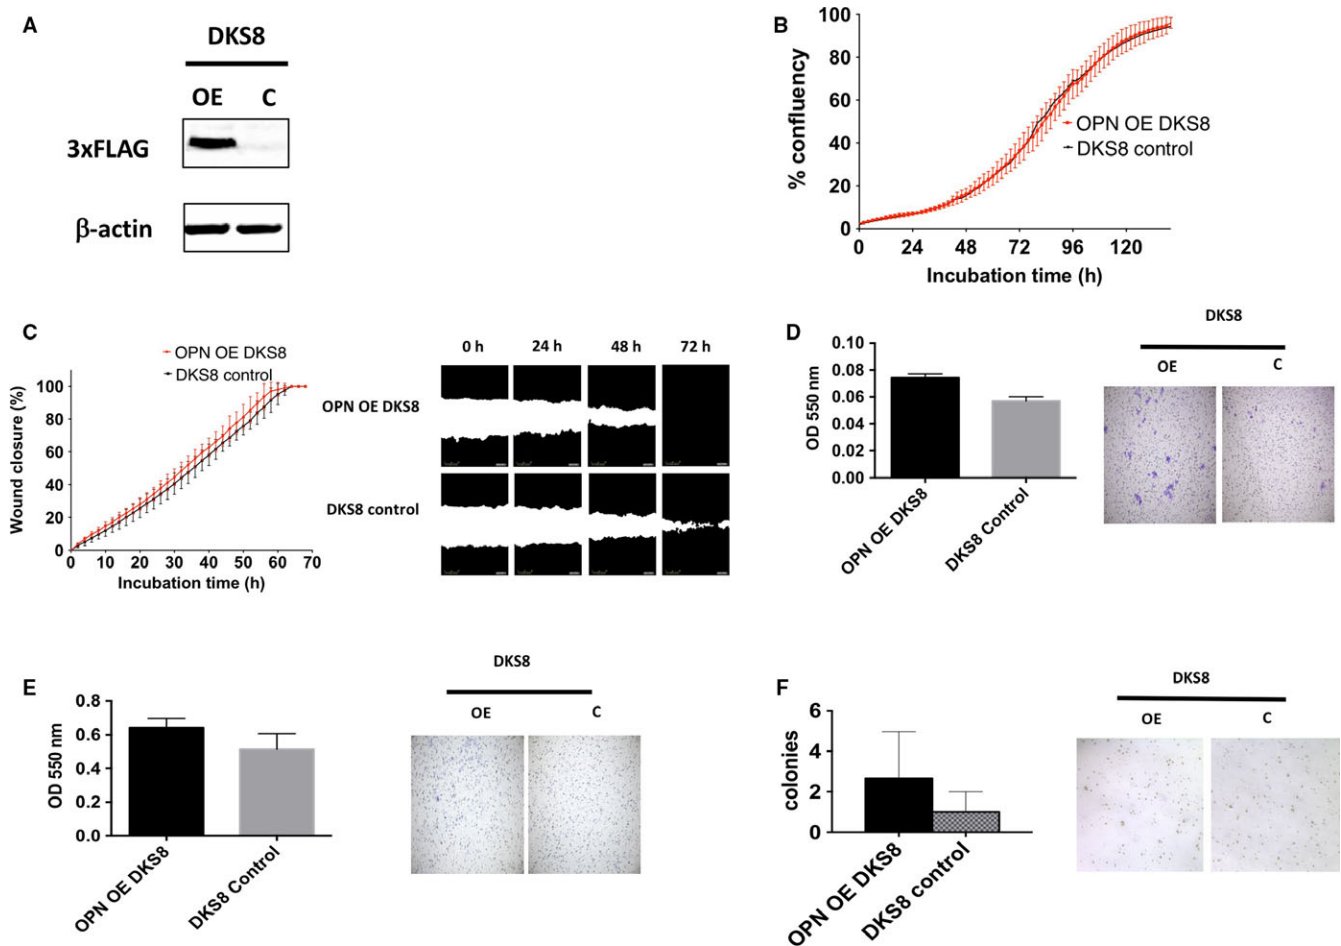 A
DKS8
OE C
3xFLAG
β-actin
B
% confluency
100
80
60
40
20
0
0 24 48 72 96 120
Incubation time (h)
OPN OE DKS8
DKS8 control
C
Wound closure (%)
100
80
60
40
20
0
0 10 20 30 40 50 60 70
Incubation time (h)
OPN OE DKS8
DKS8 control
0 h 24 h 48 h 72 h
OPN OE DKS8
DKS8 control
D
OD 550 nm
0.10
0.08
0.06
0.04
0.02
0.00
OPN OE DKS8
DKS8 Control
DKS8
OE C
E
OD 550 nm
0.8
0.6
0.4
0.2
0.0
OPN OE DKS8
DKS8 Control
DKS8
OE C
F
colonies
6
4
2
0
OPN OE DKS8
DKS8 control
DKS8
OE C